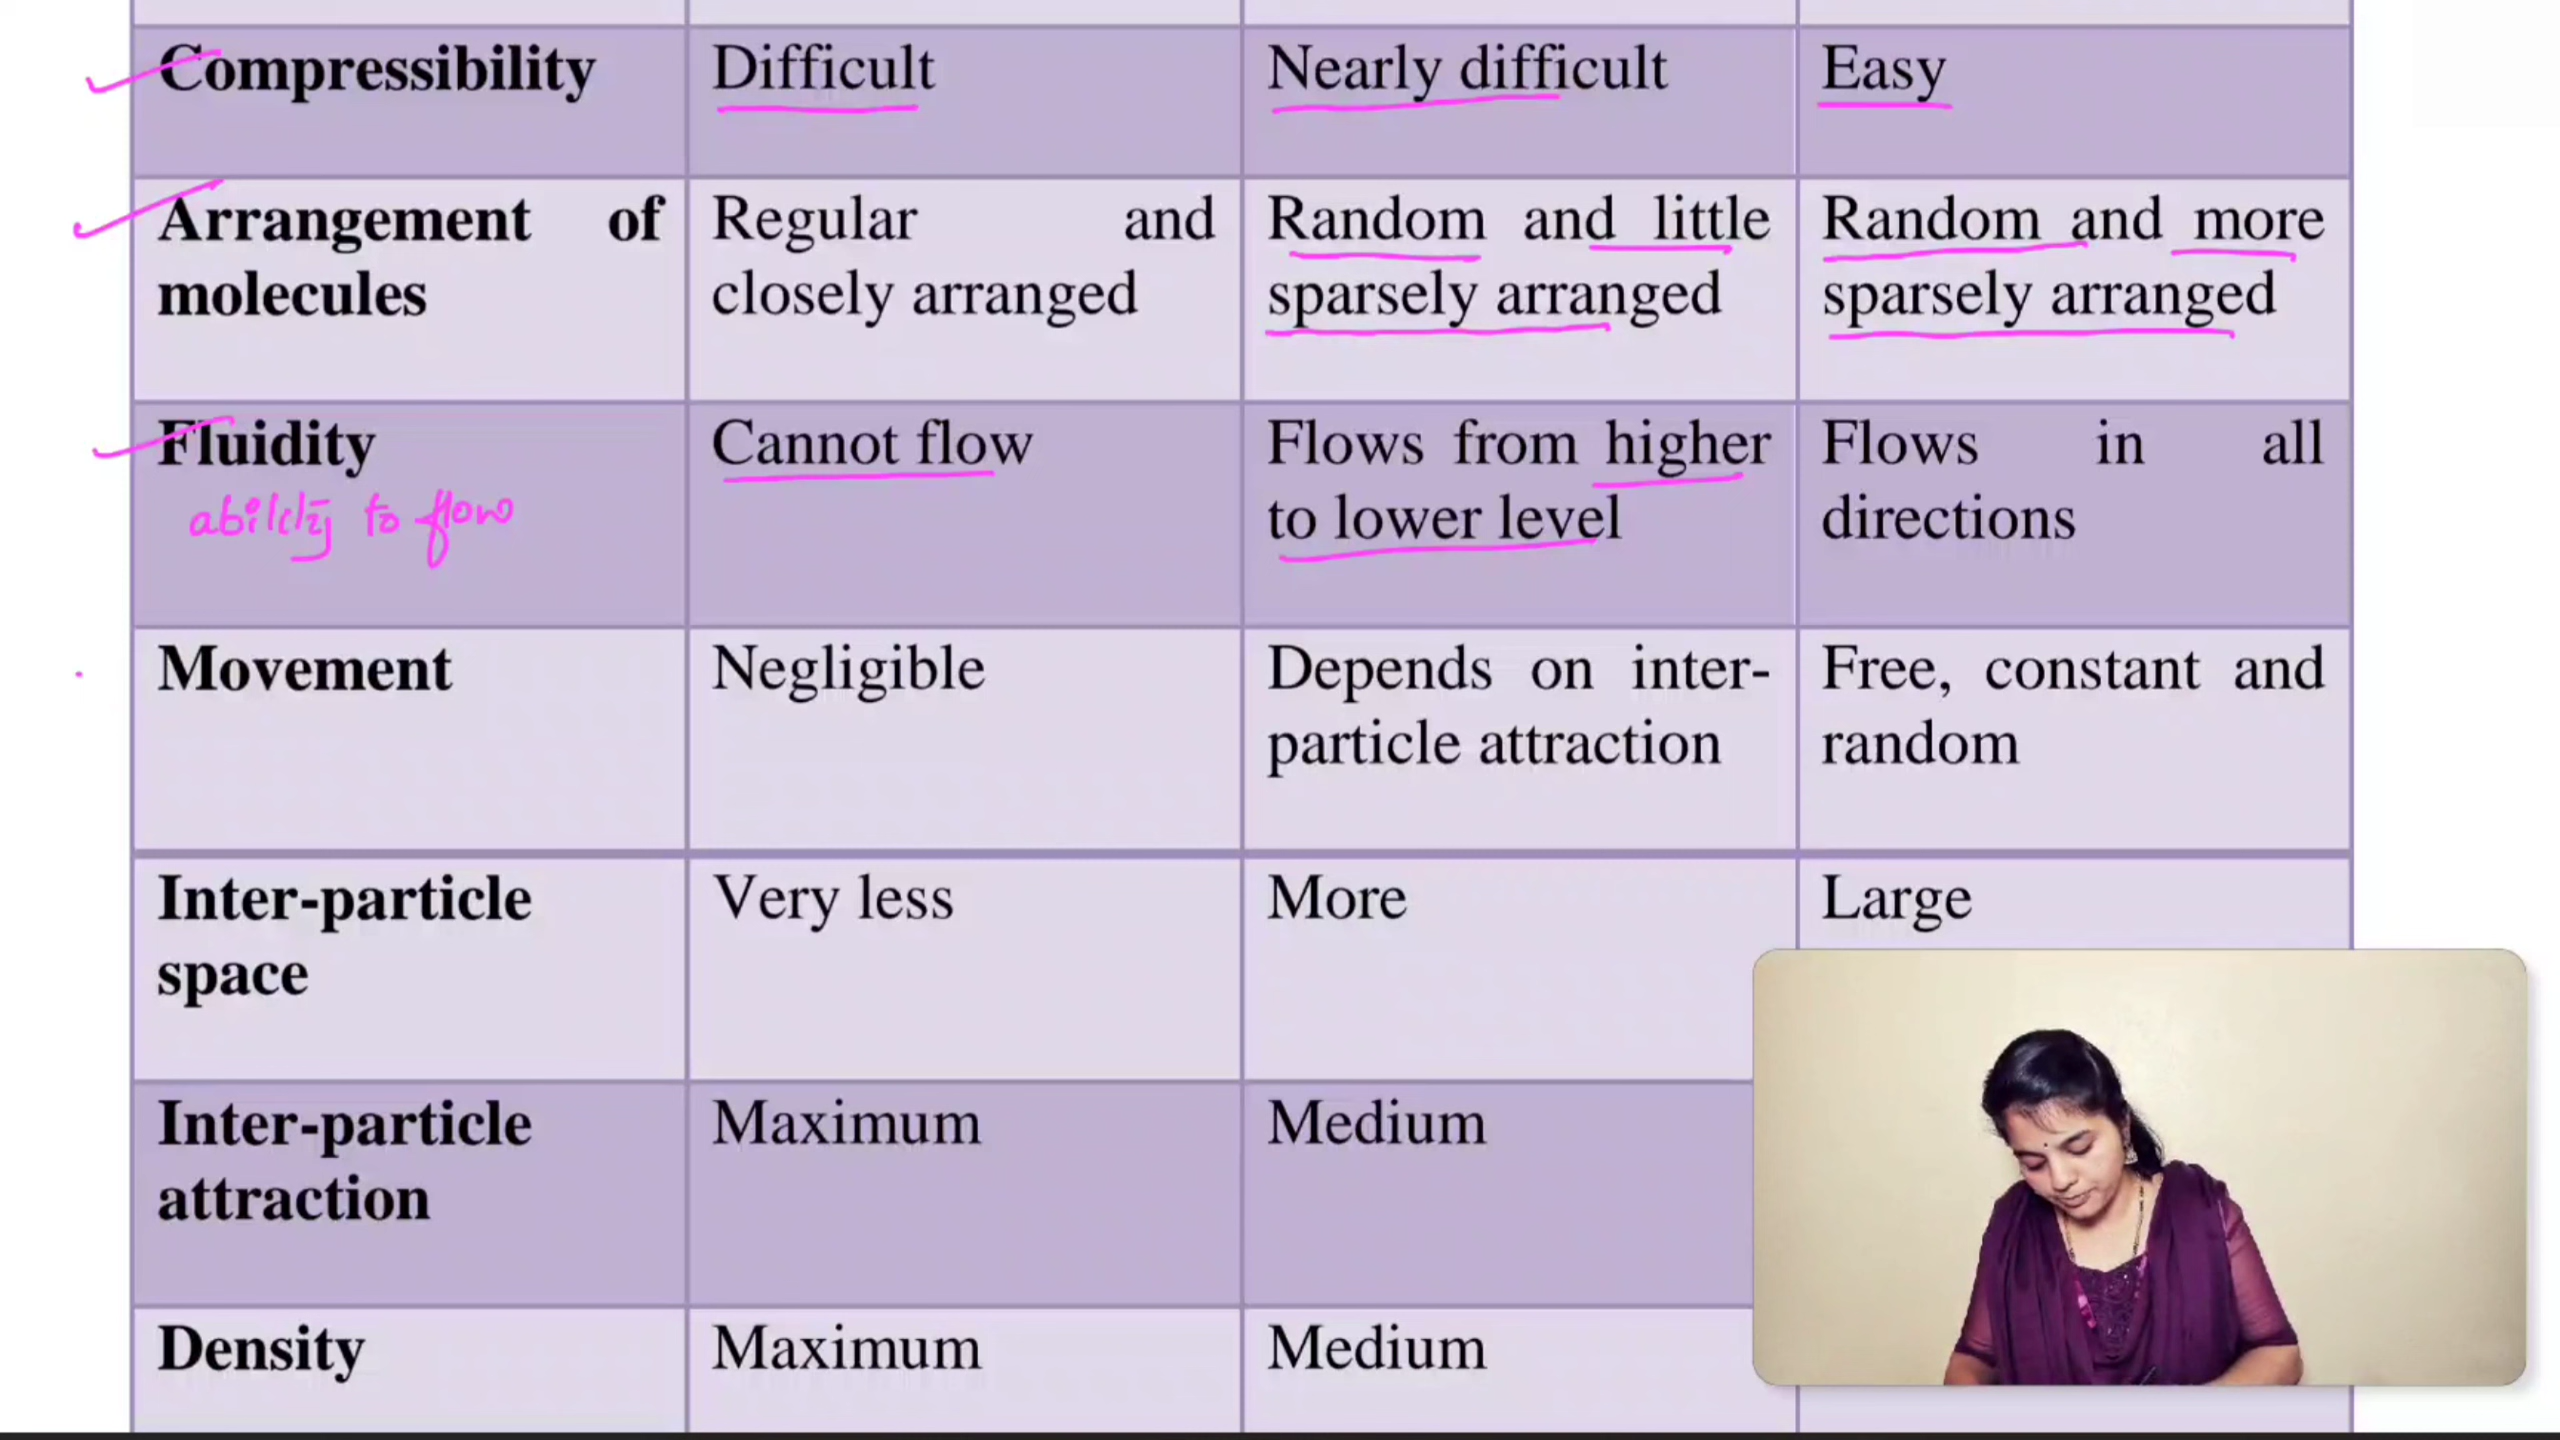 Compressibility Difficult Nearly difficult Easy
Arrangement of Regular and Random and little Random and more
molecules closely arranged sparsely arranged sparsely arranged
Fluidity Cannot flow Flows from higher Flows in all
ability to flow to lower level directions
Movement Negligible Depends on inter- Free, constant and
particle attraction random
Inter-particle Very less More Large
space
Inter-particle Maximum Medium
attraction
Density Maximum Medium